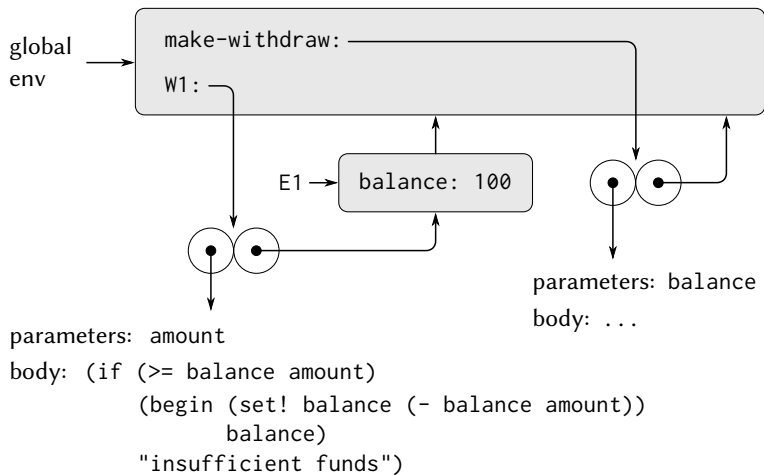 make-withdraw:
global
env
W1:
E1
balance: 100
parameters: balance
body: ...
parameters: amount
body: (if (>= balance amount)
(begin (set! balance (- balance amount))
balance)
"insufficient funds")